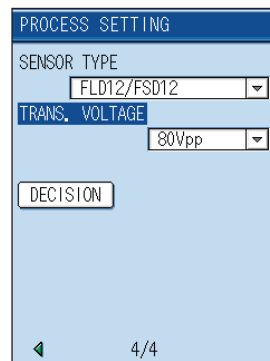 PROCESS SETTING
SENSOR TYPE
FLD12/FSD12
TRANS. VOLTAGE
80Vpp
DECISION
4/4